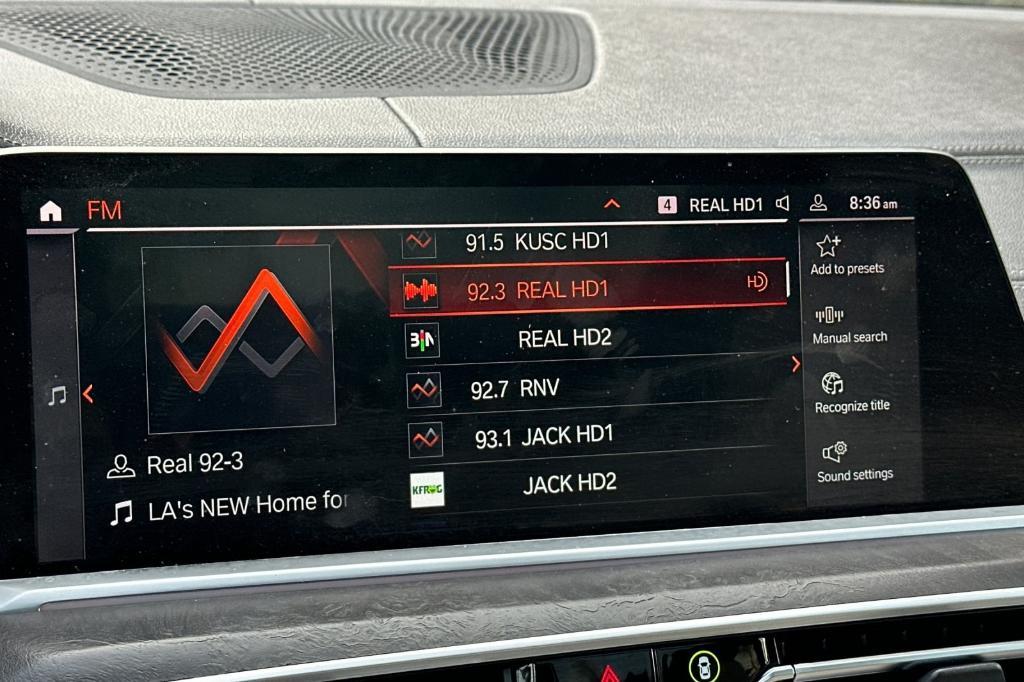 FM
4 REAL HD1
8:36 am
91.5 KUSC HD1
92.3 REAL HD1 HD
BIN REAL HD2
92.7 RNV
93.1 JACK HD1
KFROG JACK HD2
Real 92-3
LA's NEW Home for
Add to presets
Manual search
Recognize title
Sound settings